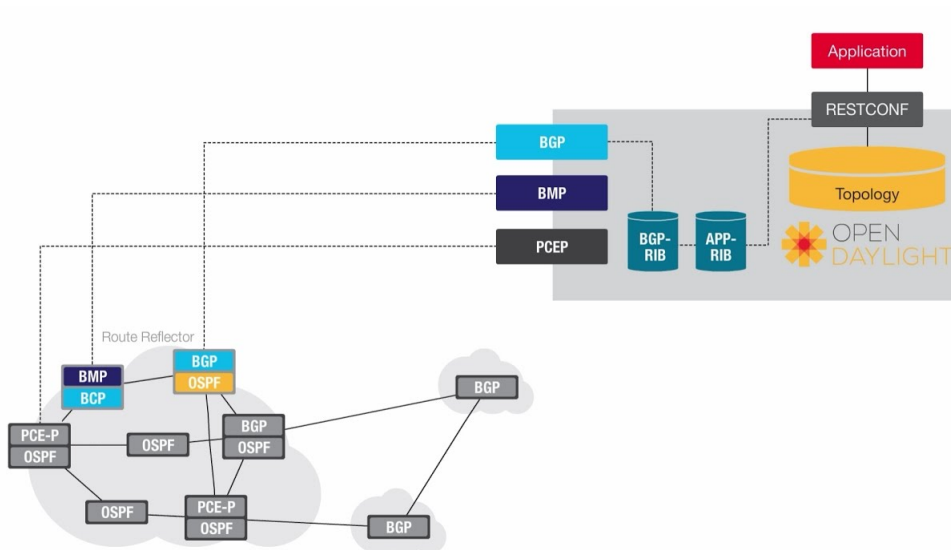 Application
RESTCONF
BGP
BMP
Topology
PCEP
BGP-
RIB
APP-
RIB
OPEN
DAYLIGHT
Route Reflector
BGP
OSPF
BMP
BCP
BGP
PCE-P
OSPF
OSPF
BGP
OSPF
PCE-P
OSPF
OSPF
BGP